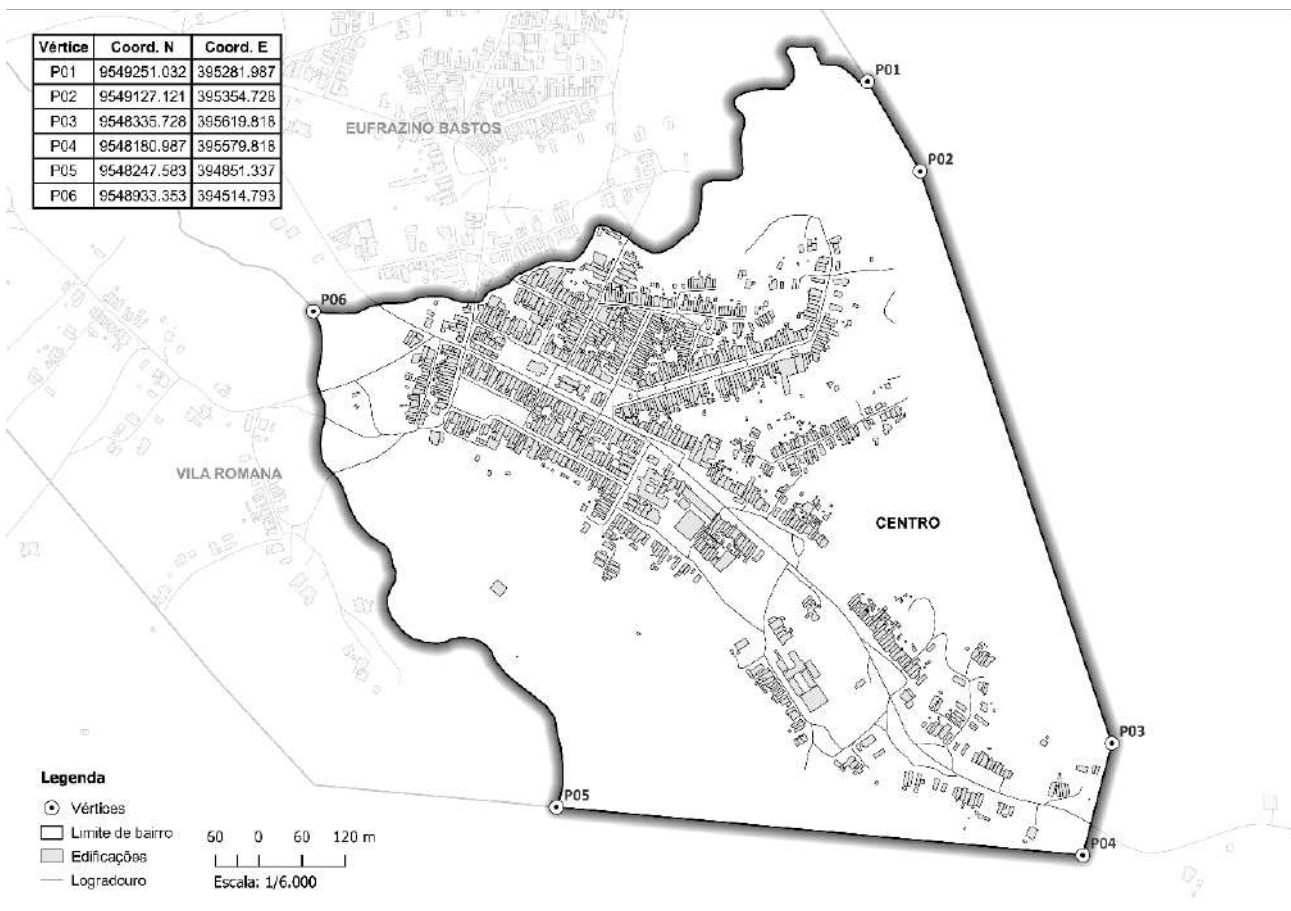 Vértice Coord. N Coord. E
P01 9549251.032 395281.987
P02 9549127.121 395354.728
P03 9548335.728 395619.818
P04 9548180.987 395579.818
P05 9548247.583 394851.337
P06 9548933.353 394514.793
P01
EUFRAZINO BASTOS
P02
P06
VILA ROMANA
CENTRO
P03
P05
P04
Legenda
Vértices
Limite de bairro
Edificações
Logradouro
60 0 60 120 m
Escala: 1/6.000